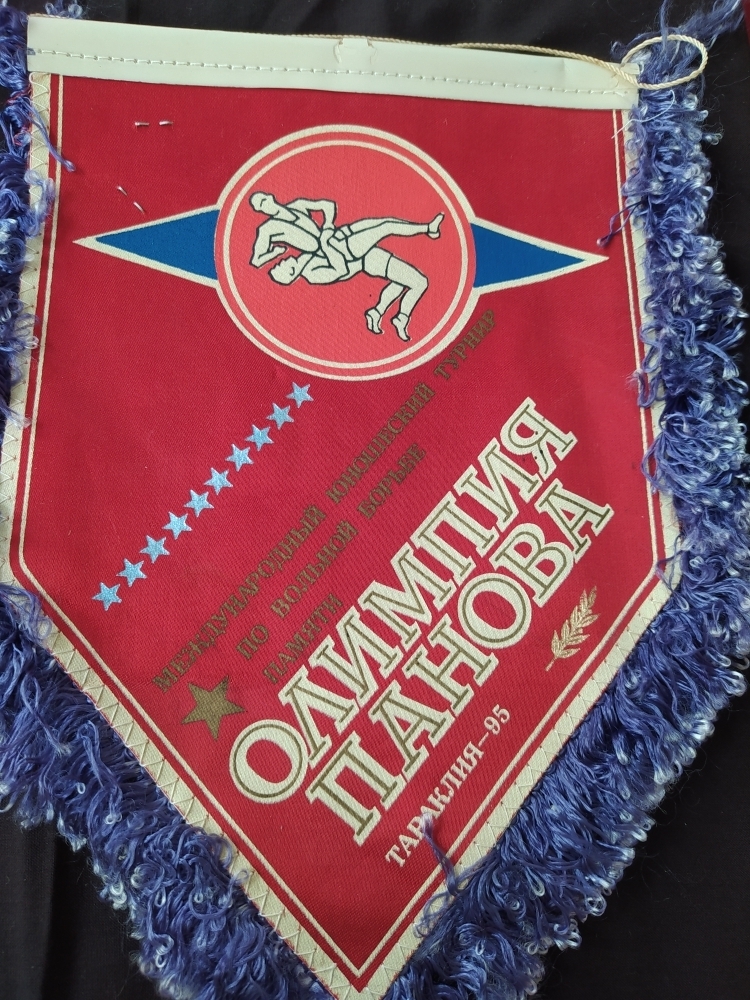 МЕЖДУНАРОДНЫЙ ЮНОШЕСКИЙ ТУРНИР
ПО ВОЛЬНОЙ БОРЬБЕ
ПАМЯТИ
ОЛИМПИЯ
ПАНОВА
ТАРАКЛИЯ–95